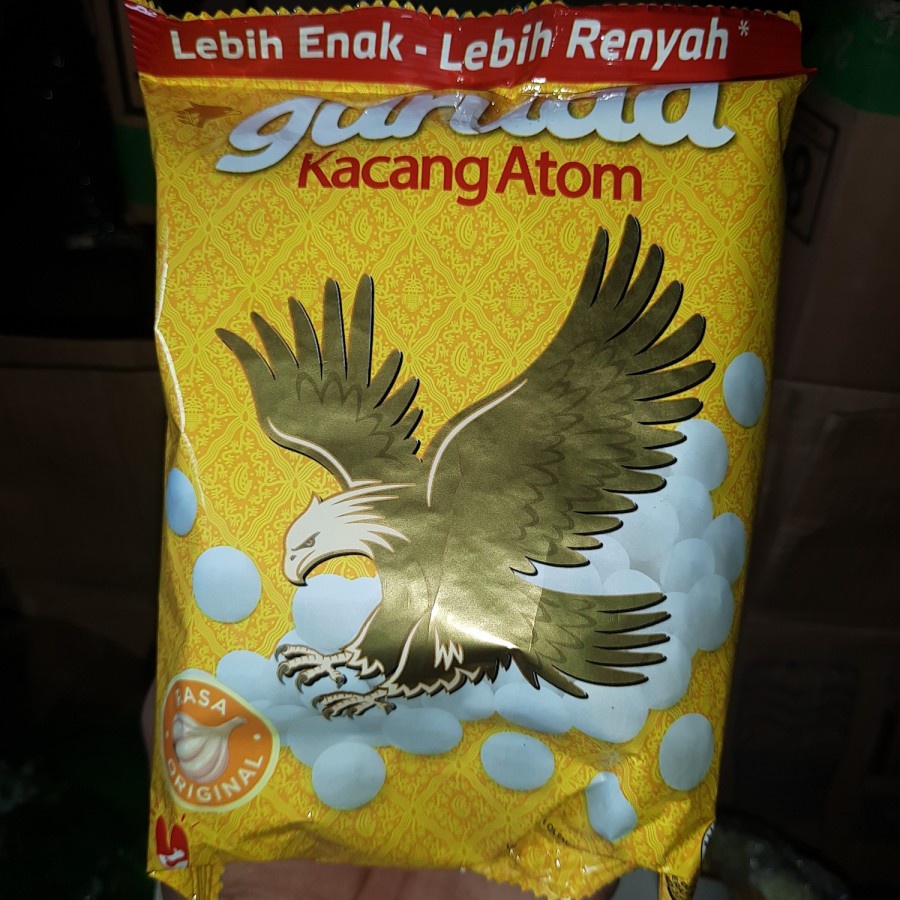 Lebih Enak - Lebih Renyah*
garuda
Kacang Atom
RASA
ORIGINAL